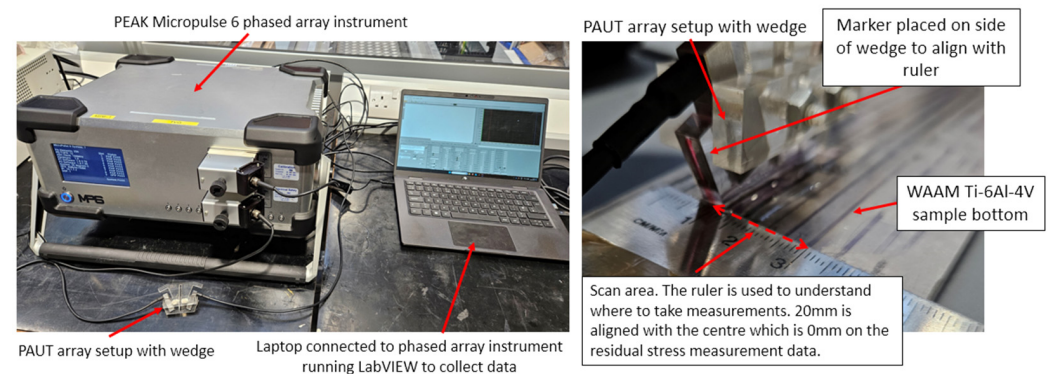 PEAK Micropulse 6 phased array instrument
MP6
PAUT array setup with wedge
Laptop connected to phased array instrument
running LabVIEW to collect data
PAUT array setup with wedge
Marker placed on side
of wedge to align with
ruler
WAAM Ti-6Al-4V
sample bottom
1
2
3
Scan area. The ruler is used to understand
where to take measurements. 20mm is
aligned with the centre which is 0mm on the
residual stress measurement data.